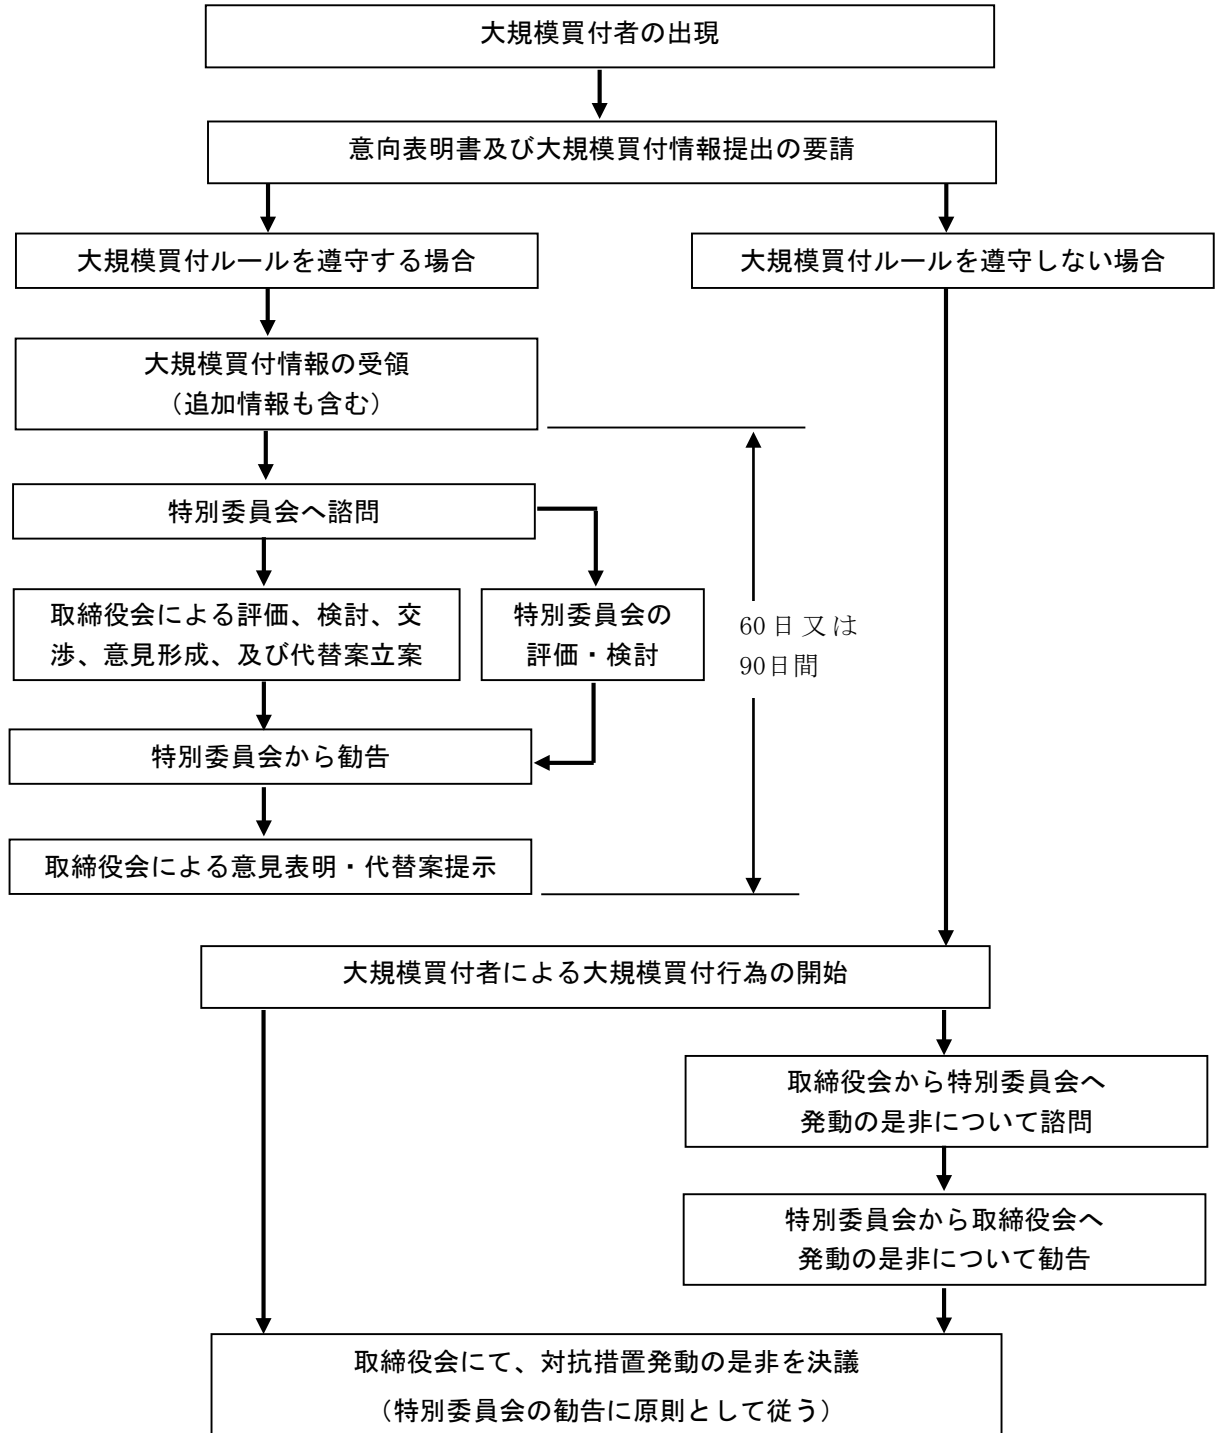 大規模買付者の出現
意向表明書及び大規模買付情報提出の要請
大規模買付ルールを遵守する場合
大規模買付ルールを遵守しない場合
大規模買付情報の受領
（追加情報も含む）
特別委員会へ諮問
取締役会による評価、検討、交
渉、意見形成、及び代替案立案
特別委員会の
評価・検討
60日又は
90日間
特別委員会から勧告
取締役会による意見表明・代替案提示
大規模買付者による大規模買付行為の開始
取締役会から特別委員会へ
発動の是非について諮問
特別委員会から取締役会へ
発動の是非について勧告
取締役会にて、対抗措置発動の是非を決議
（特別委員会の勧告に原則として従う）